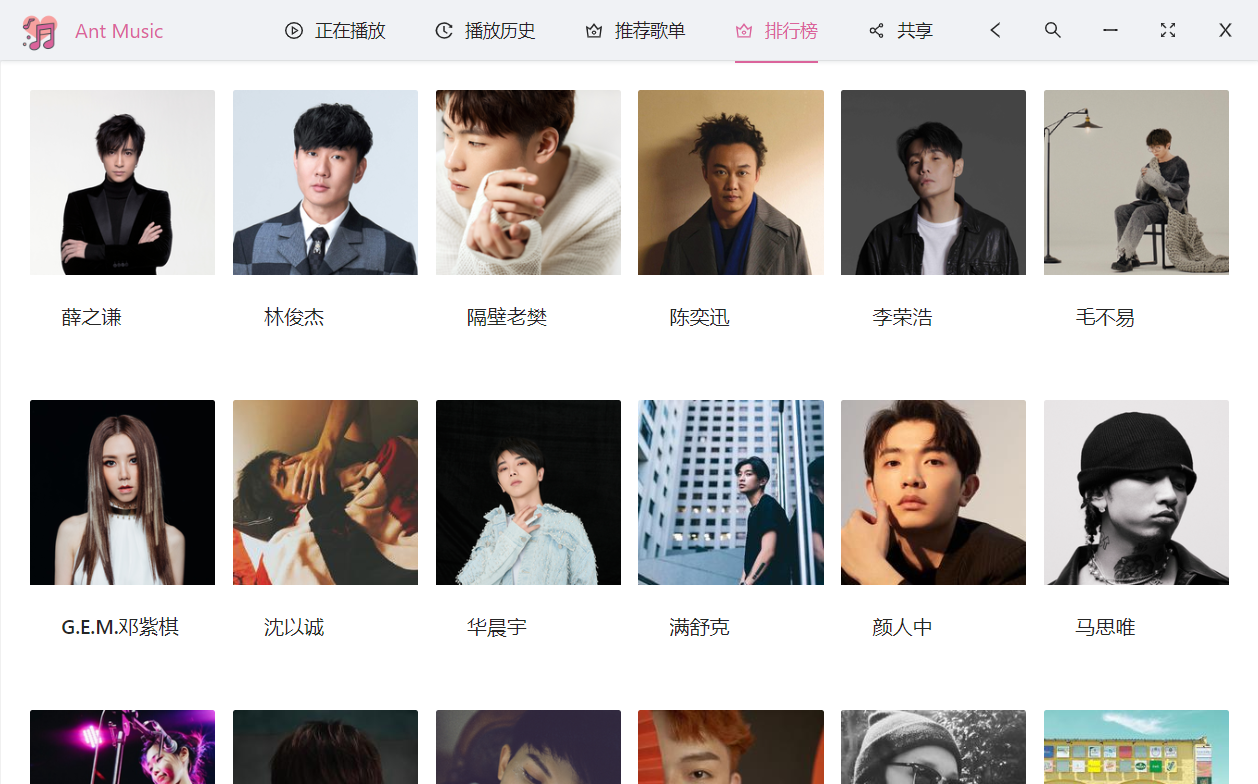 Ant Music 正在播放 播放历史 推荐歌单 排行榜 共享
薛之谦 林俊杰 隔壁老樊 陈奕迅 李荣浩 毛不易
G.E.M.邓紫棋 沈以诚 华晨宇 满舒克 颜人中 马思唯